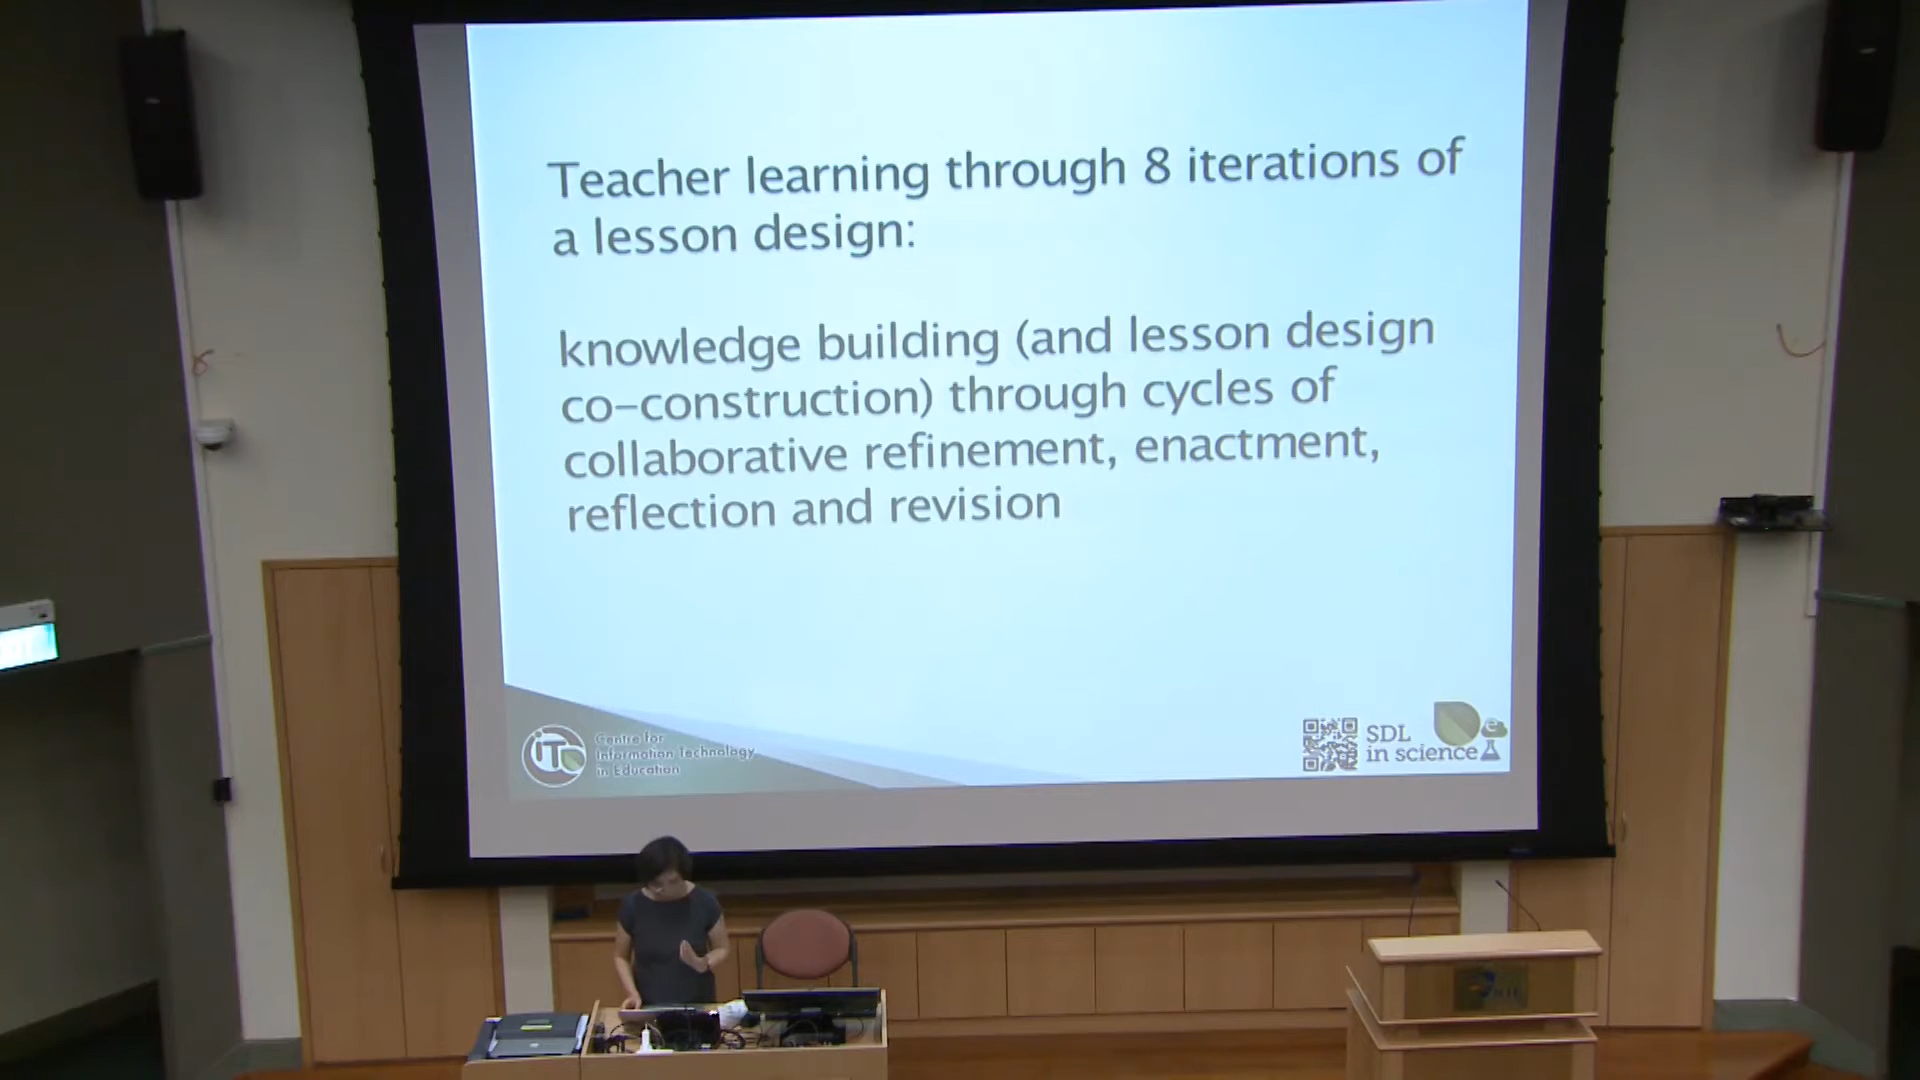 Teacher learning through 8 iterations of
a lesson design:
knowledge building (and lesson design
co-construction) through cycles of
collaborative refinement, enactment,
reflection and revision
iTe
Centre for
Information Technology
in Education
SDL
in science
e